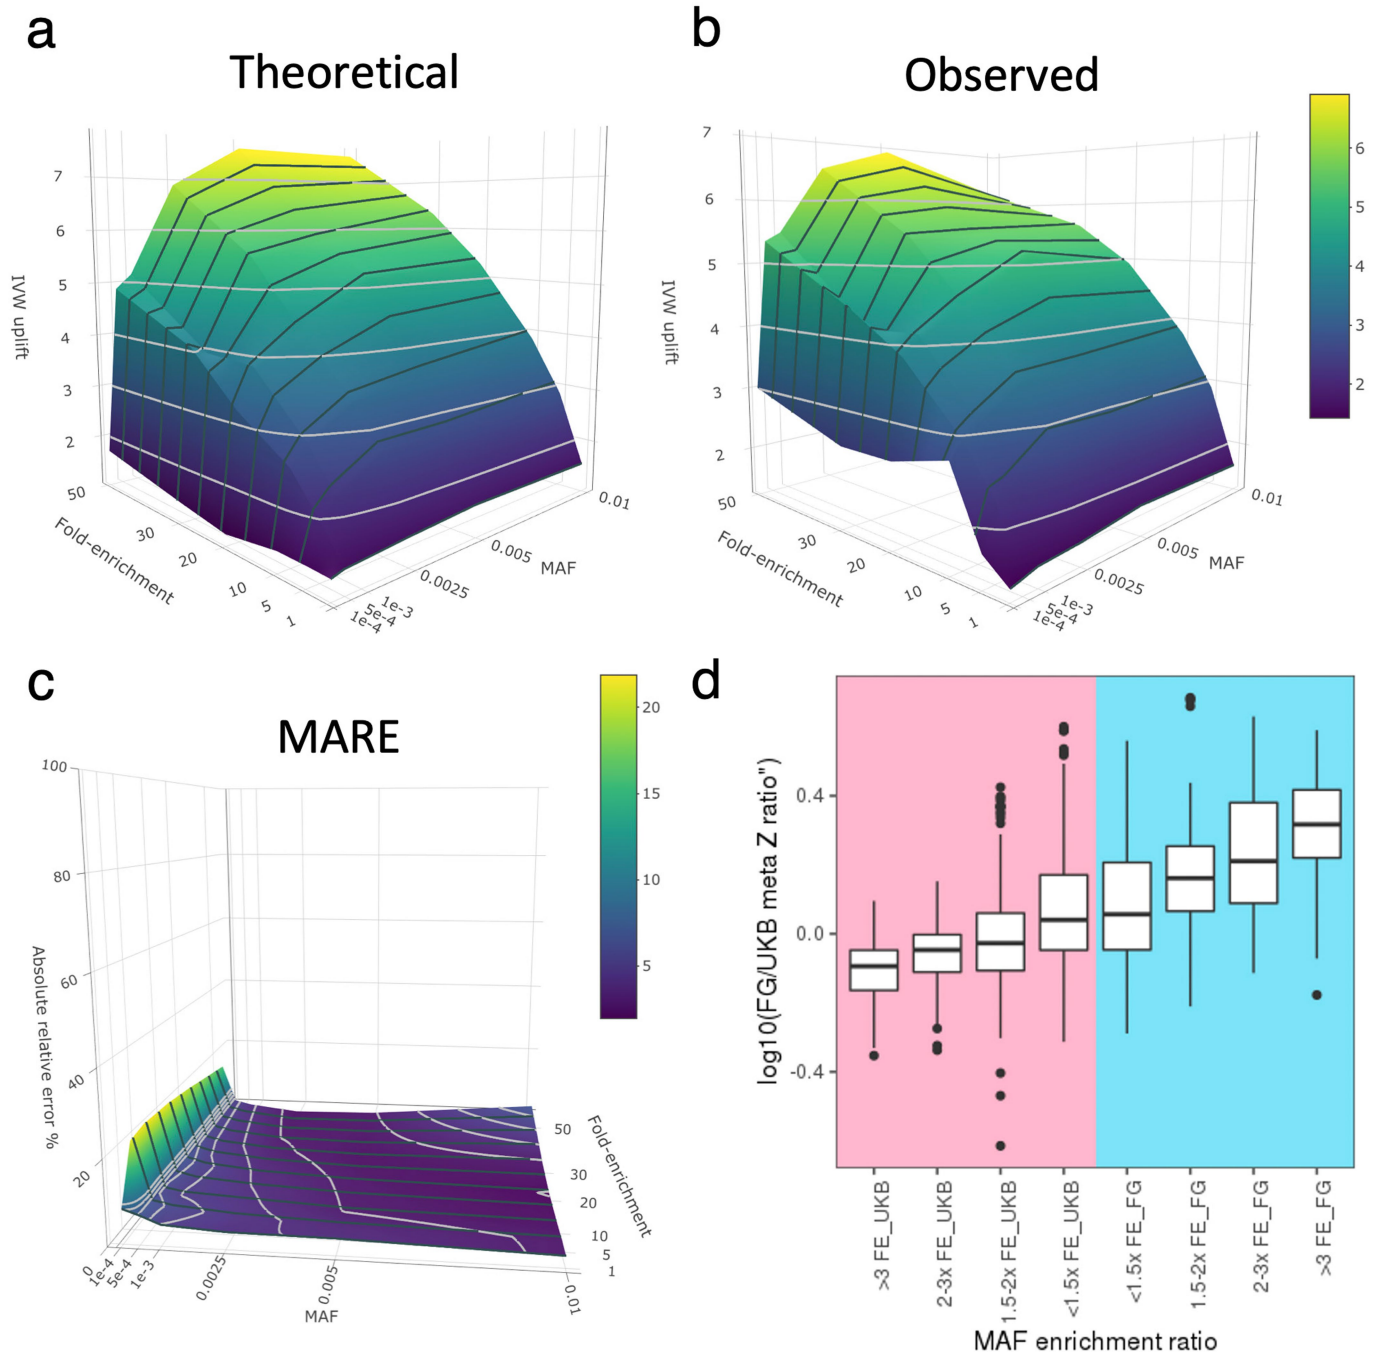 a
Theoretical
7
6
5
4
3
2
IVW uplift
50
30
20
10
5
1
Fold-enrichment
0.01
0.005
0.0025
1e-3
5e-4
1e-4
MAF
b
Observed
7
6
5
4
3
2
IVW uplift
50
30
20
10
5
1
Fold-enrichment
0.01
0.005
0.0025
1e-3
5e-4
1e-4
MAF
6
5
4
3
2
c
MARE
100
80
60
40
20
0
Absolute relative error %
1e-4
5e-4
1e-3
0.0025
0.005
0.01
MAF
50
30
20
10
5
1
Fold-enrichment
20
15
10
5
d
log10(FG/UKB meta Z ratio")
0.4
0.0
-0.4
>3 FE_UKB
2-3x FE_UKB
1.5-2x FE_UKB
<1.5x FE_UKB
<1.5x FE_FG
1.5-2x FE_FG
2-3x FE_FG
>3 FE_FG
MAF enrichment ratio